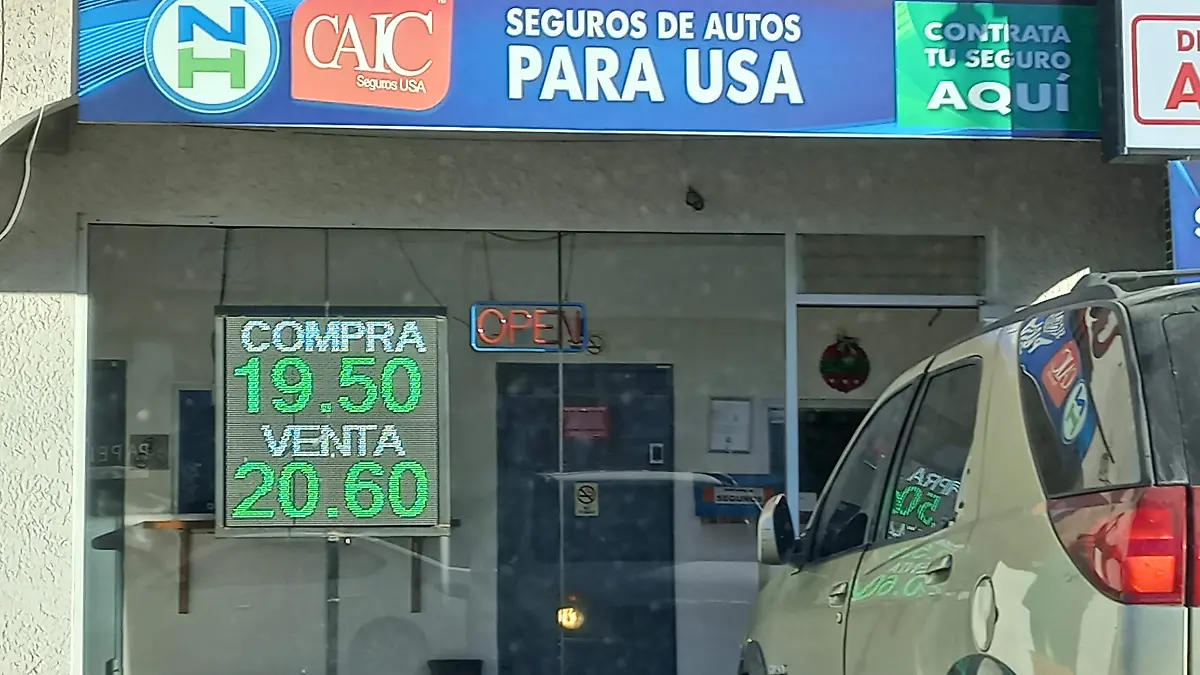 NH
CAIC
Seguros USA
SEGUROS DE AUTOS
PARA USA
CONTRATA
TU SEGURO
AQUÍ
COMPRA
19.50
VENTA
20.60
OPEN
SEGUROS